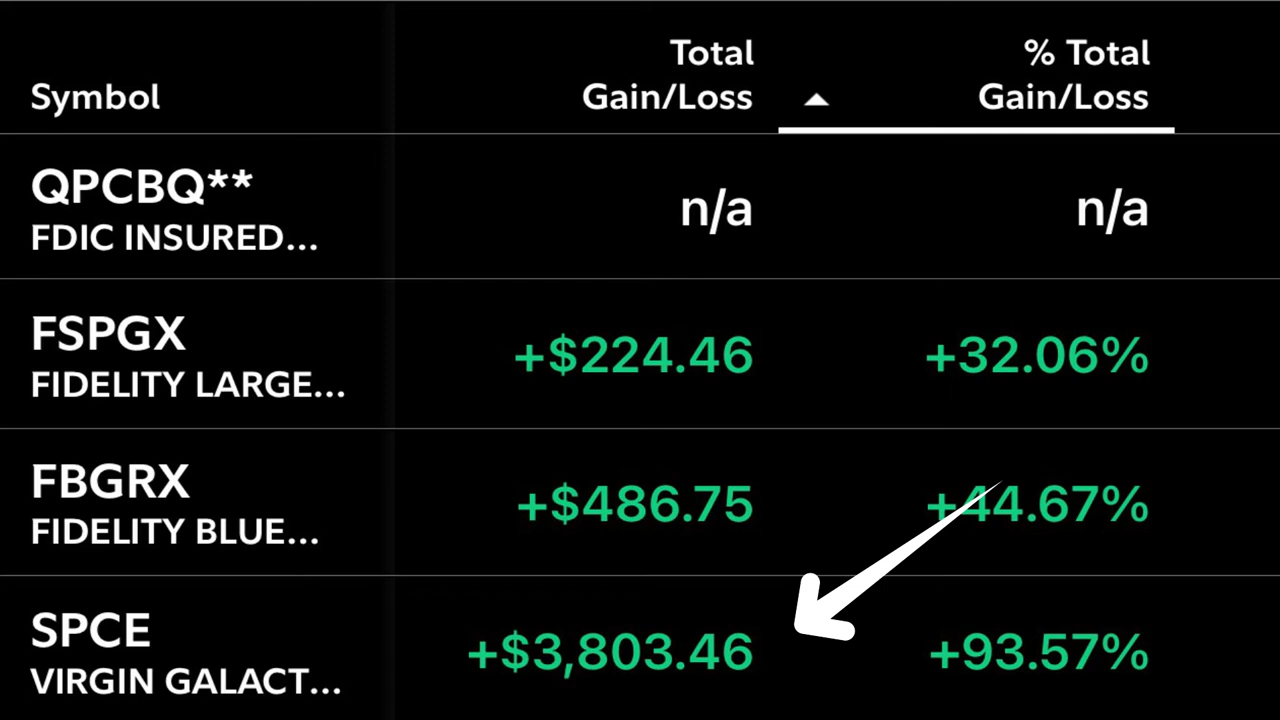 Symbol
Total
Gain/Loss
% Total
Gain/Loss
QPCBQ**
FDIC INSURED...
n/a
n/a
FSPGX
FIDELITY LARGE...
+$224.46
+32.06%
FBGRX
FIDELITY BLUE...
+$486.75
+44.67%
SPCE
VIRGIN GALACT...
+$3,803.46
+93.57%